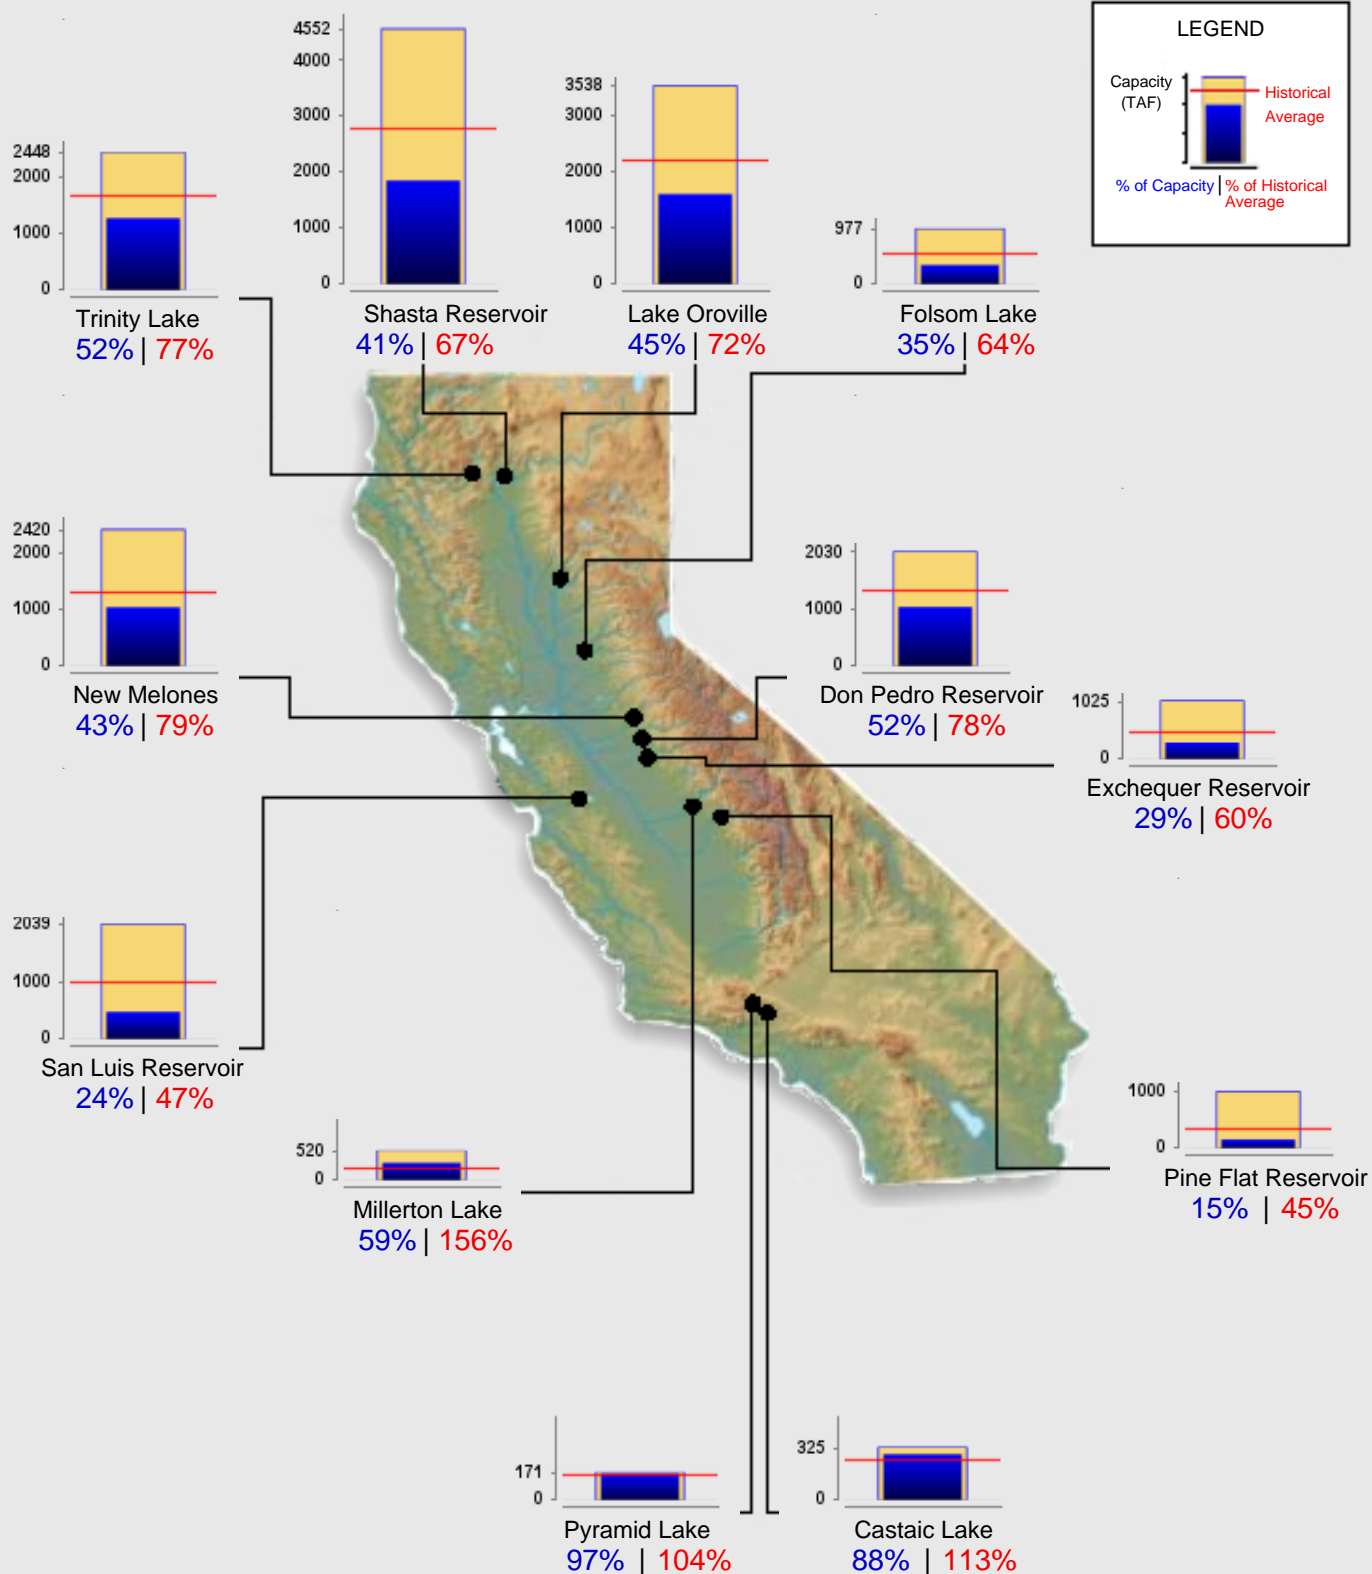 LEGEND
Capacity
(TAF)
Historical
Average
% of Capacity | % of Historical
Average
4552
4000
3000
2000
1000
0
Shasta Reservoir
41% | 67%
3538
3000
2000
1000
0
Lake Oroville
45% | 72%
2448
2000
1000
0
Trinity Lake
52% | 77%
977
0
Folsom Lake
35% | 64%
2420
2000
1000
0
New Melones
43% | 79%
2030
1000
0
Don Pedro Reservoir
52% | 78%
1025
0
Exchequer Reservoir
29% | 60%
2039
1000
0
San Luis Reservoir
24% | 47%
520
0
Millerton Lake
59% | 156%
1000
0
Pine Flat Reservoir
15% | 45%
171
0
Pyramid Lake
97% | 104%
325
0
Castaic Lake
88% | 113%